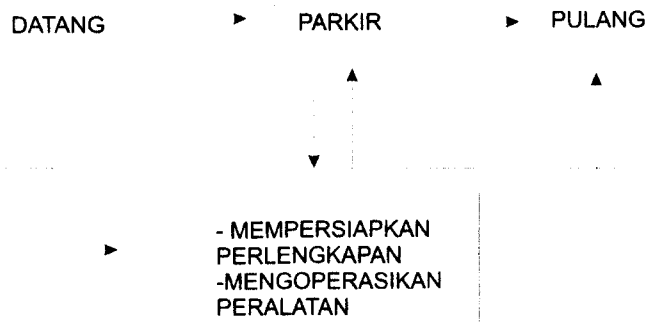 DATANG PARKIR PULANG
- MEMPERSIAPKAN
PERLENGKAPAN
-MENGOPERASIKAN
PERALATAN